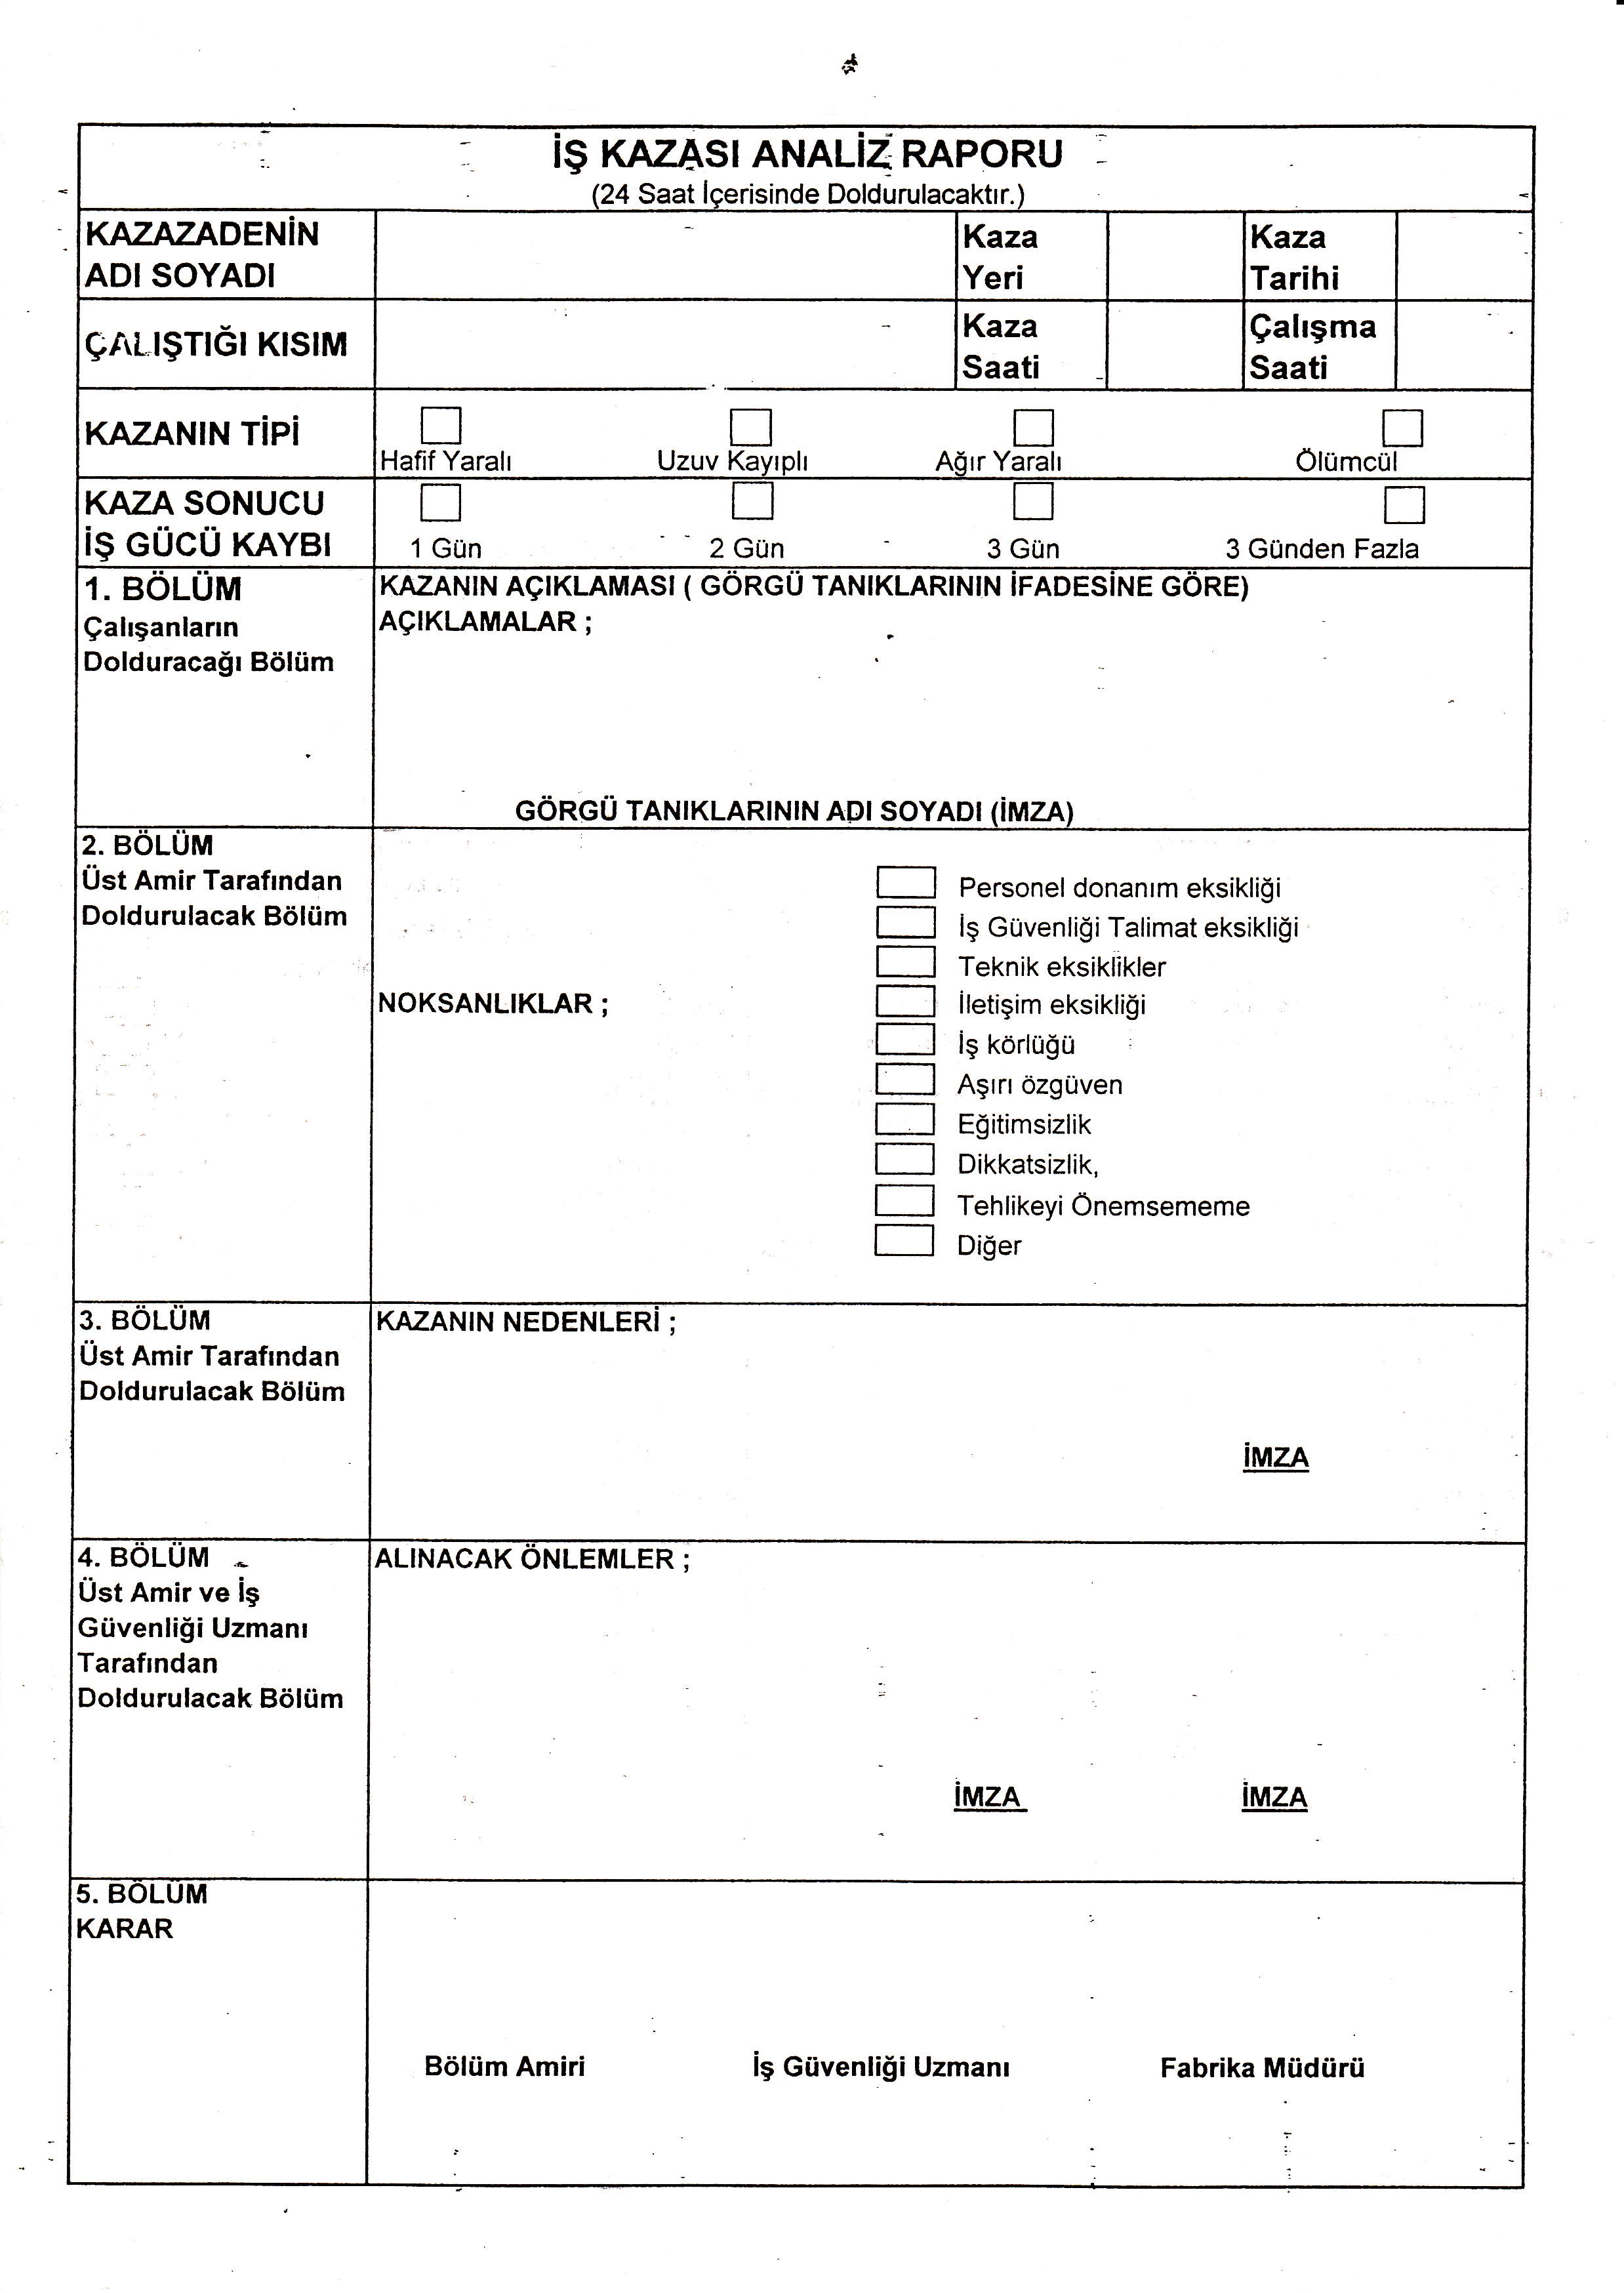 İŞ KAZASI ANALİZ RAPORU
(24 Saat İçerisinde Doldurulacaktır.)
KAZAZADENİN
ADI SOYADI
Kaza
Yeri
Kaza
Tarihi
ÇALIŞTIĞI KISIM
Kaza
Saati
Çalışma
Saati
KAZANIN TİPİ
Hafif Yaralı Uzuv Kayıplı Ağır Yaralı Ölümcül
KAZA SONUCU
İŞ GÜCÜ KAYBI
1 Gün 2 Gün 3 Gün 3 Günden Fazla
1. BÖLÜM
Çalışanların
Dolduracağı Bölüm
KAZANIN AÇIKLAMASI ( GÖRGÜ TANIKLARININ İFADESİNE GÖRE)
AÇIKLAMALAR ;
GÖRGÜ TANIKLARININ ADI SOYADI (İMZA)
2. BÖLÜM
Üst Amir Tarafından
Doldurulacak Bölüm
NOKSANLIKLAR ;
Personel donanım eksikliği
İş Güvenliği Talimat eksikliği
Teknik eksiklikler
İletişim eksikliği
İş körlüğü
Aşırı özgüven
Eğitimsizlik
Dikkatsizlik,
Tehlikeyi Önemsememe
Diğer
3. BÖLÜM
Üst Amir Tarafından
Doldurulacak Bölüm
KAZANIN NEDENLERİ ;
İMZA
4. BÖLÜM
Üst Amir ve İş
Güvenliği Uzmanı
Tarafından
Doldurulacak Bölüm
ALINACAK ÖNLEMLER ;
İMZA İMZA
5. BÖLÜM
KARAR
Bölüm Amiri İş Güvenliği Uzmanı Fabrika Müdürü